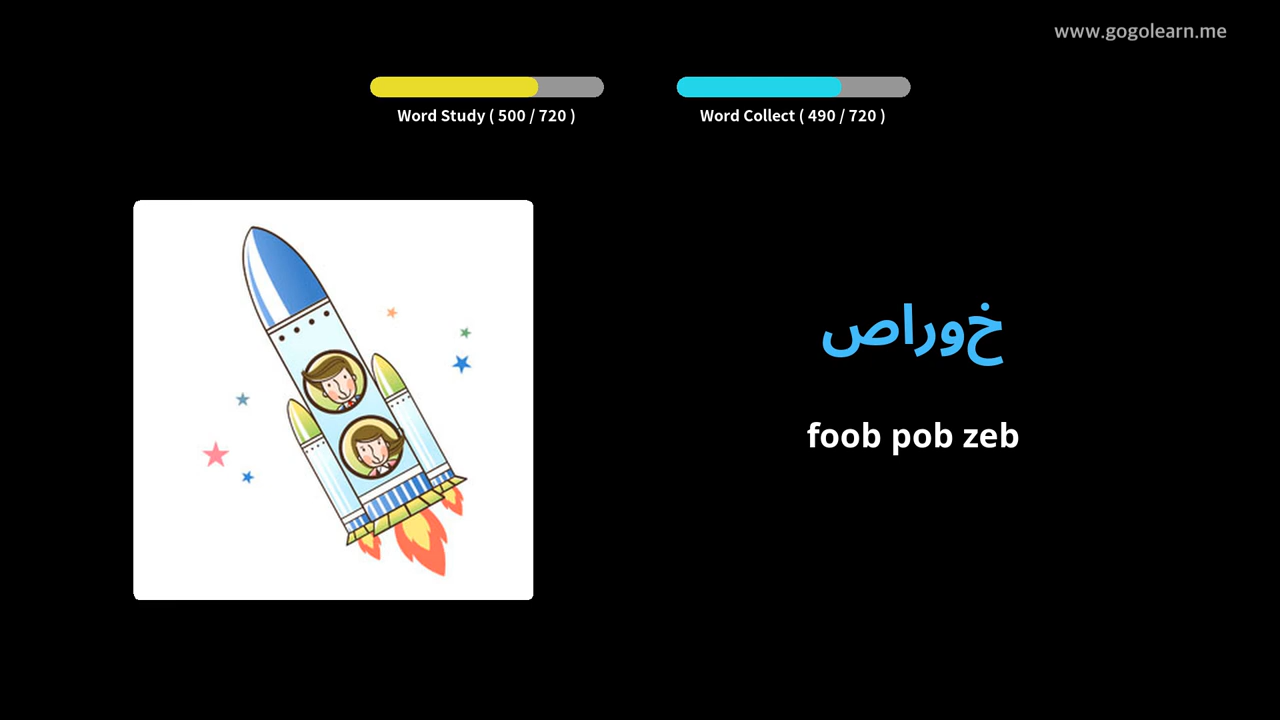 www.gogolearn.me
Word Study ( 500 / 720 )
Word Collect ( 490 / 720 )
خوراص
foob pob zeb